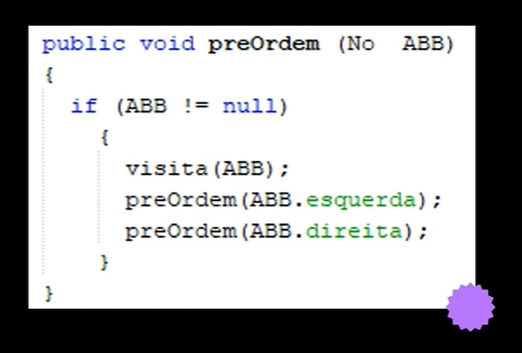 public void preOrdem (No  ABB)
{
if (ABB != null)
{
visita(ABB);
preOrdem(ABB.esquerda);
preOrdem(ABB.direita);
}
}